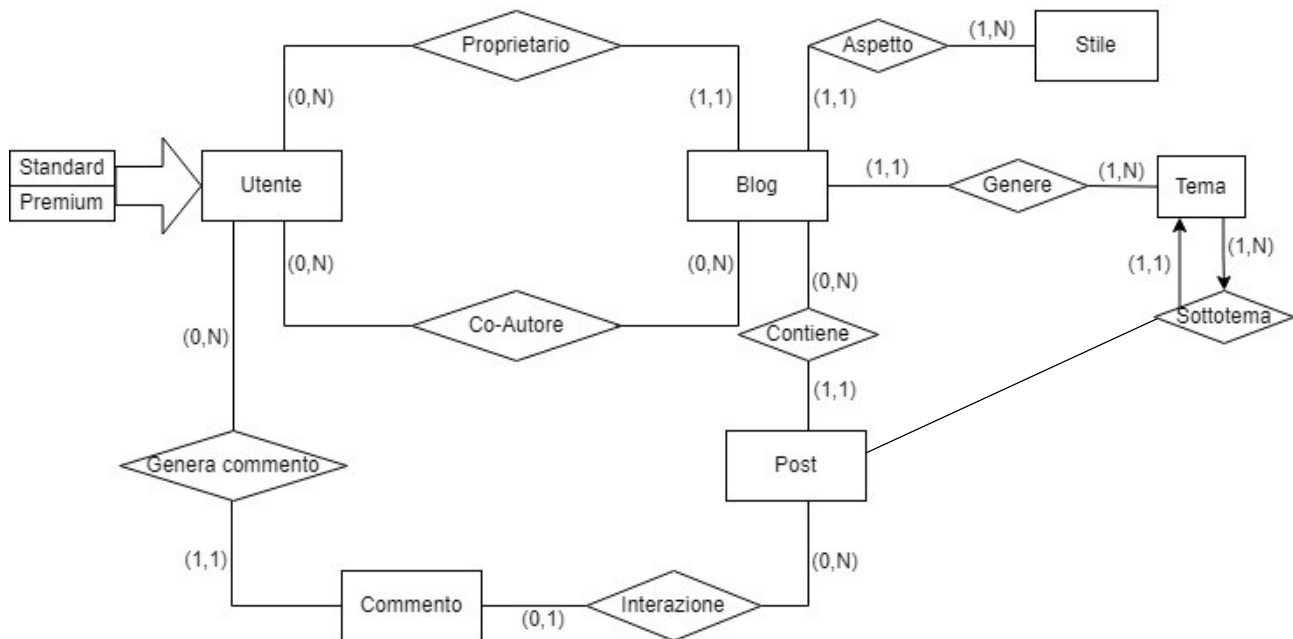 Proprietario
Aspetto
(1,N)
Stile
(0,N)
(1,1)
(1,1)
Standard
Premium
Utente
Blog
(1,1)
Genere
(1,N)
Tema
(0,N)
(0,N)
(0,N)
(1,1)
(1,N)
Co-Autore
Contiene
Sottotema
(0,N)
(1,1)
Genera commento
Post
(1,1)
(0,N)
Commento
(0,1)
Interazione